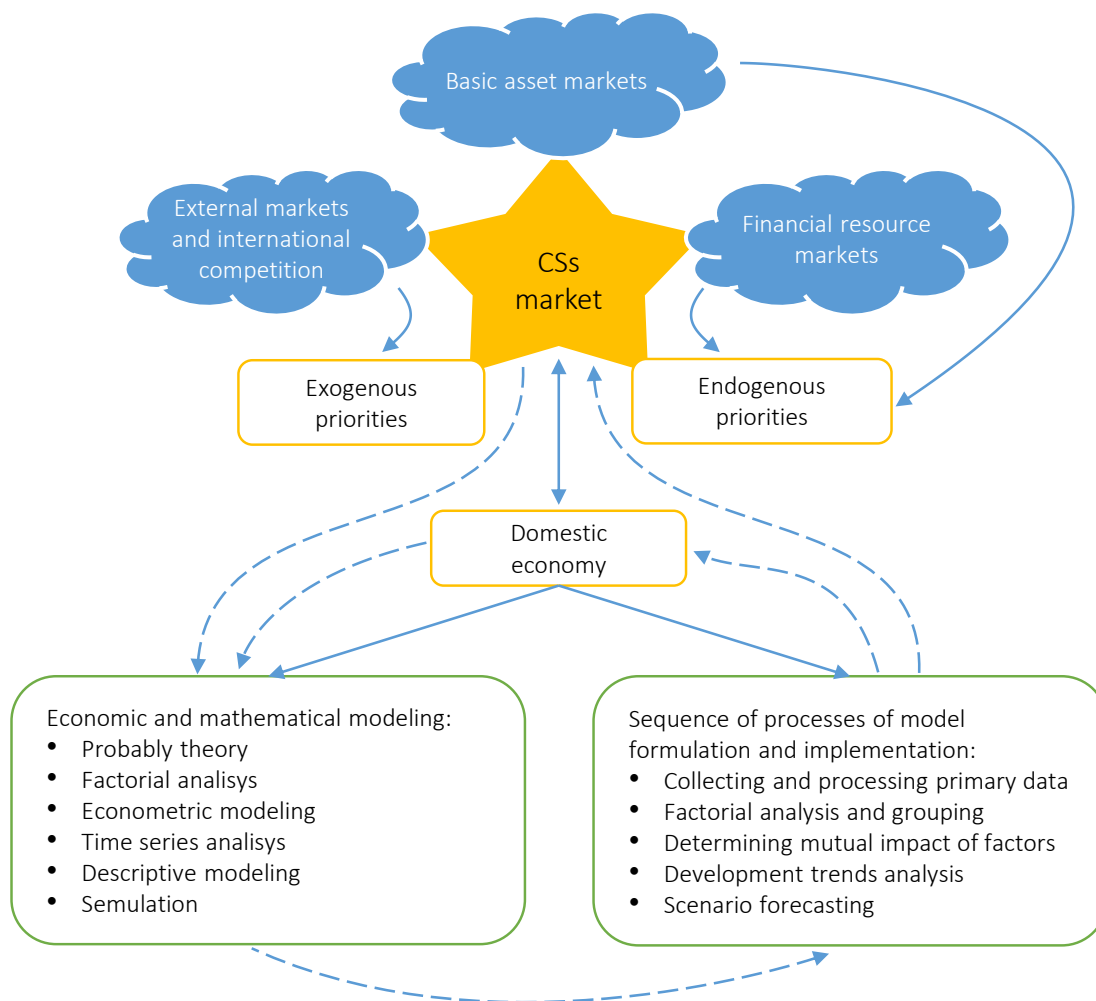 Basic asset markets
External markets
and international
competition
Financial resource
markets
CSs
market
Exogenous
priorities
Endogenous
priorities
Domestic
economy
Economic and mathematical modeling:
• Probably theory
• Factorial analisys
• Econometric modeling
• Time series analisys
• Descriptive modeling
• Semulation
Sequence of processes of model
formulation and implementation:
• Collecting and processing primary data
• Factorial analysis and grouping
• Determining mutual impact of factors
• Development trends analysis
• Scenario forecasting